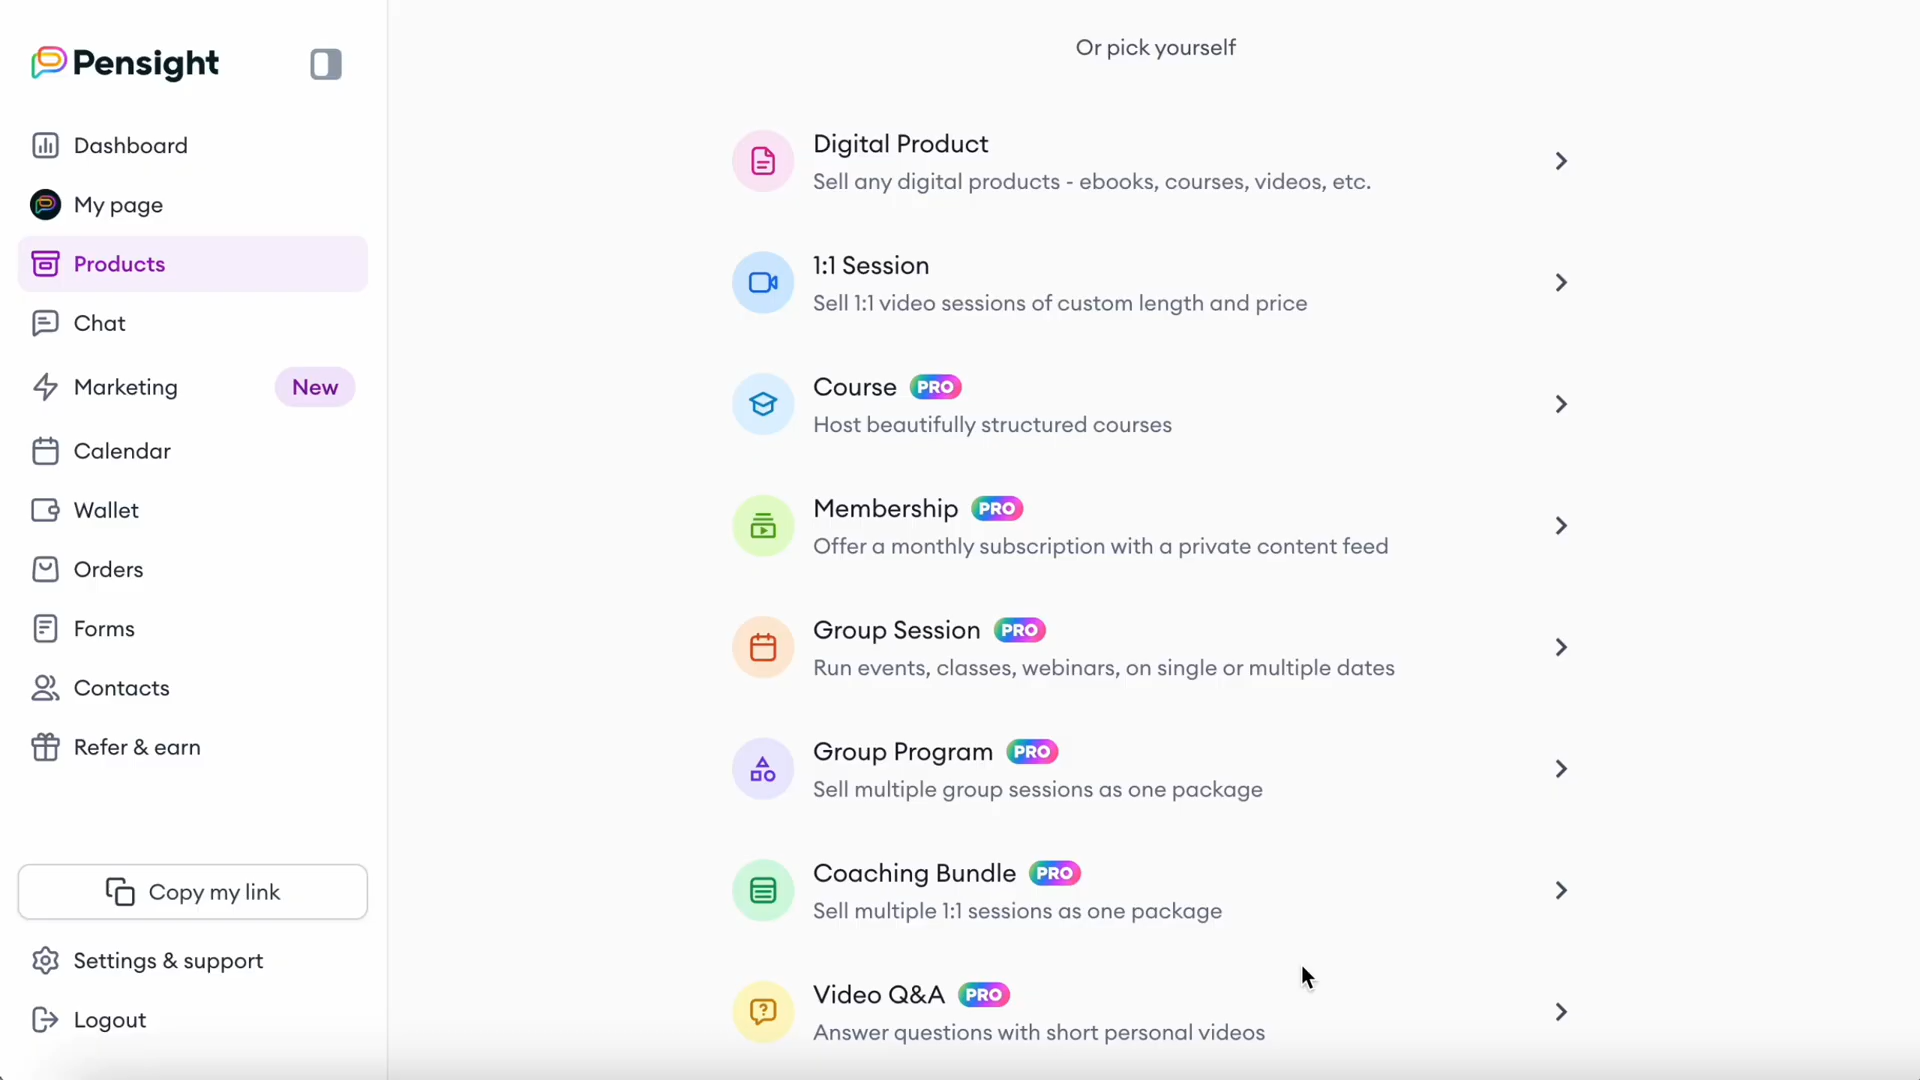 Pensight
Dashboard
My page
Products
Chat
Marketing New
Calendar
Wallet
Orders
Forms
Contacts
Refer & earn
Copy my link
Settings & support
Logout
Or pick yourself
Digital Product
Sell any digital products - ebooks, courses, videos, etc.
1:1 Session
Sell 1:1 video sessions of custom length and price
Course PRO
Host beautifully structured courses
Membership PRO
Offer a monthly subscription with a private content feed
Group Session PRO
Run events, classes, webinars, on single or multiple dates
Group Program PRO
Sell multiple group sessions as one package
Coaching Bundle PRO
Sell multiple 1:1 sessions as one package
Video Q&A PRO
Answer questions with short personal videos